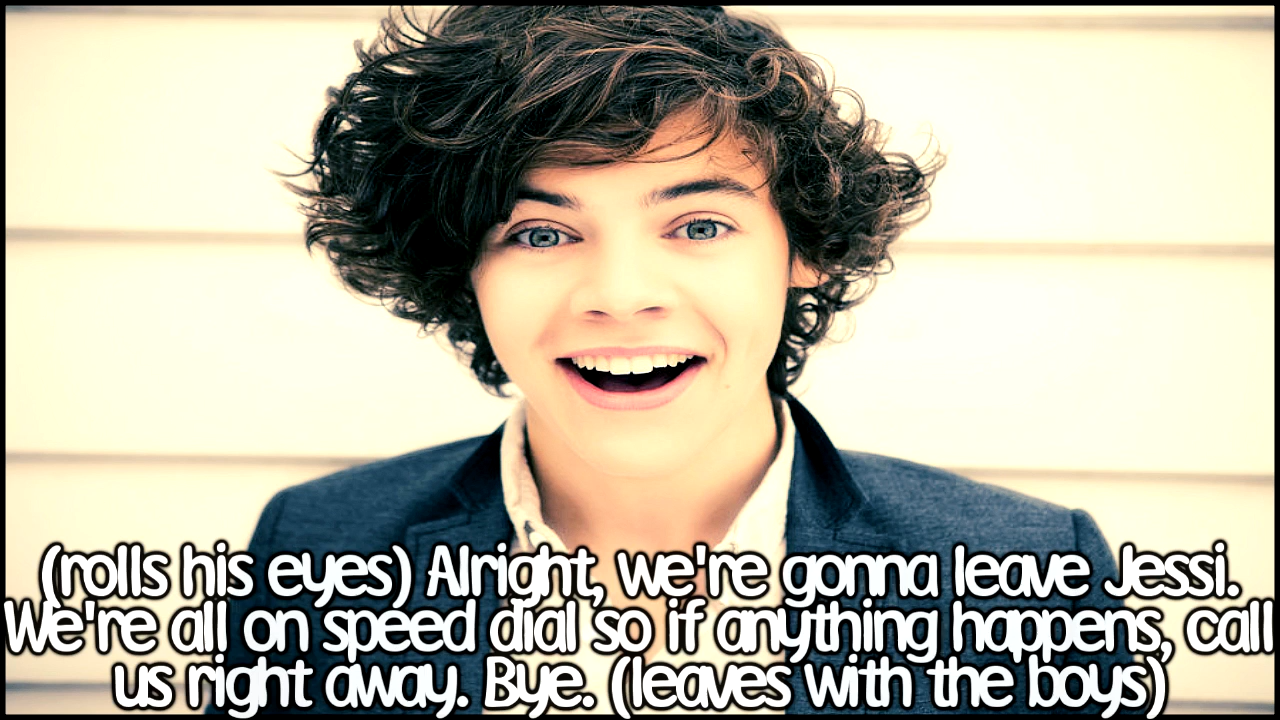 (rolls his eyes) Alright, we're gonna leave Jessi.
We're all on speed dial so if anything happens, call
us right away. Bye. (leaves with the boys)